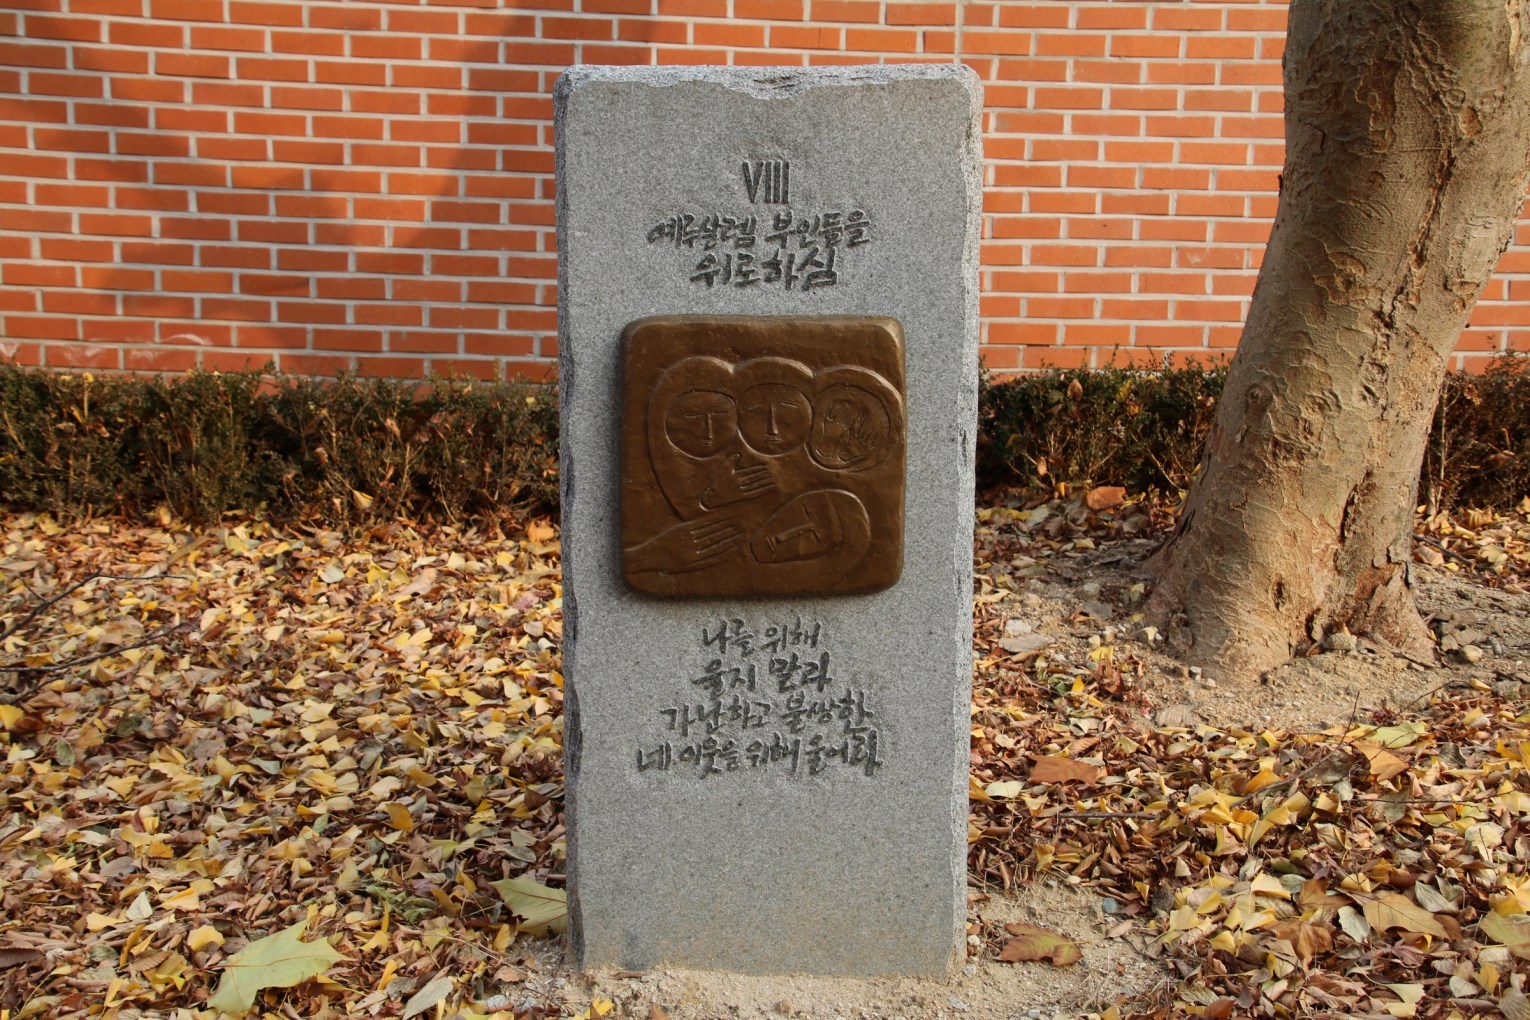 VIII
예루살렘 부인들을
위로하심
나를 위해
울지 말라
가난하고 불쌍한
네 이웃을 위해 울어라